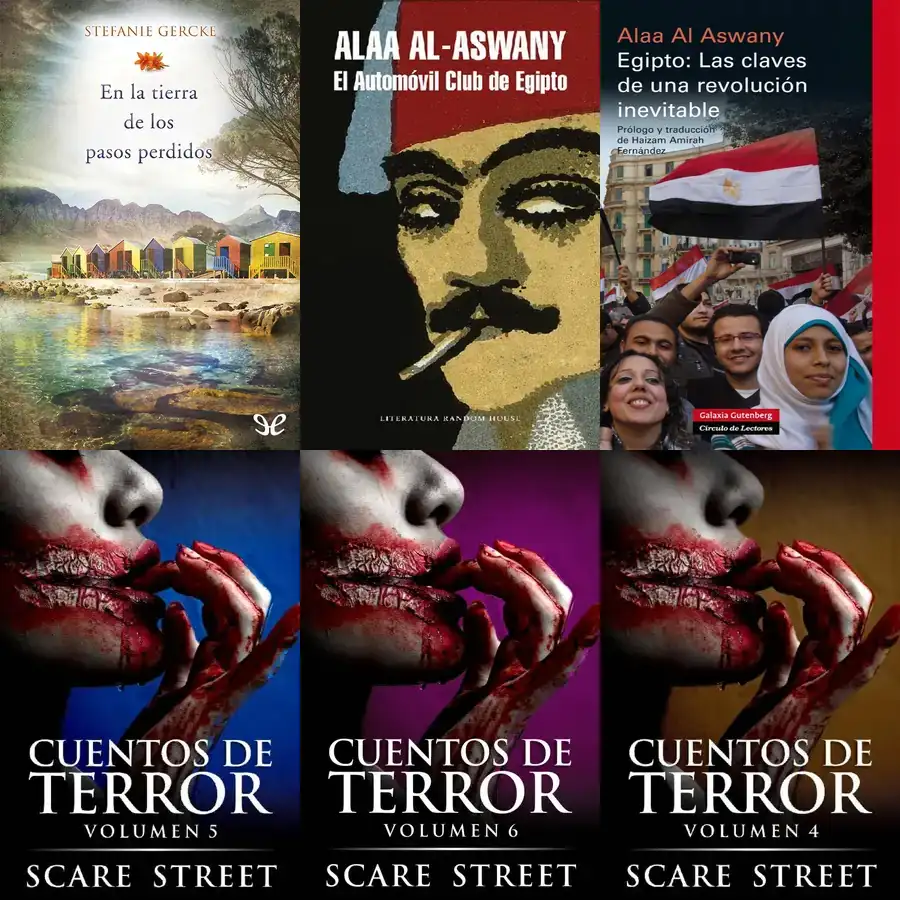 STEFANIE GERCKE
En la tierra
de los
pasos perdidos
ALAA AL-ASWANY
El Automóvil Club de Egipto
LITERATURA RANDOM HOUSE
Alaa Al Aswany
Egipto: Las claves
de una revolución
inevitable
Prólogo y traducción
de Haizam Amirah
Fernández
Galaxia Gutenberg
Círculo de Lectores
CUENTOS DE
TERROR
VOLUMEN 5
SCARE STREET
CUENTOS DE
TERROR
VOLUMEN 6
SCARE STREET
CUENTOS DE
TERROR
VOLUMEN 4
SCARE STREET